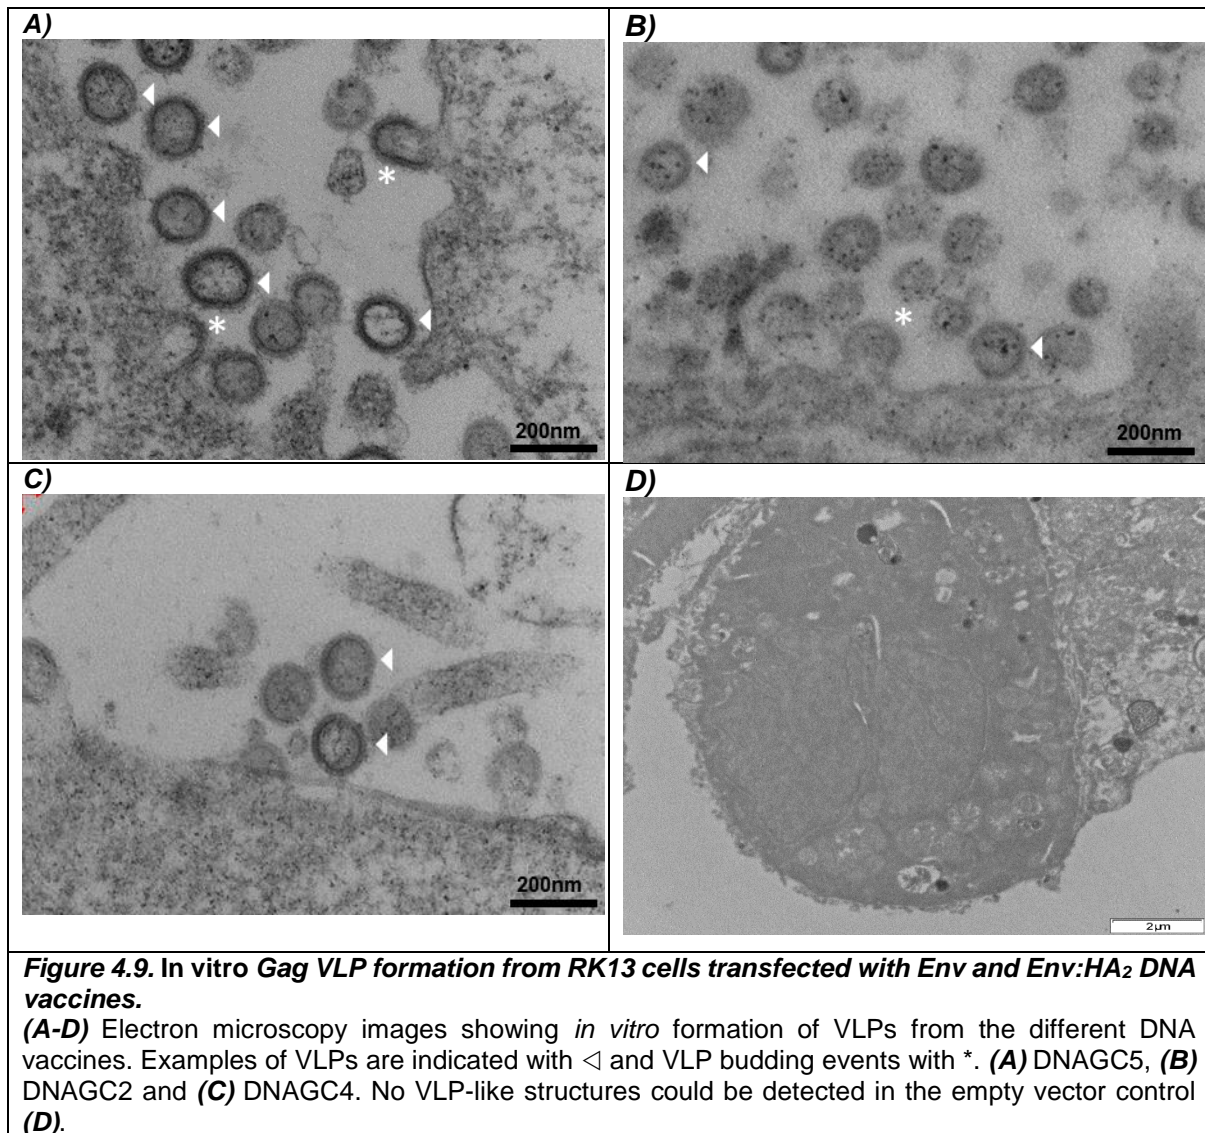 A)
B)
*
*
200nm
*
200nm
C)
D)
200nm
2µm
Figure 4.9. In vitro Gag VLP formation from RK13 cells transfected with Env and Env:HA₂ DNA
vaccines.
(A-D) Electron microscopy images showing in vitro formation of VLPs from the different DNA
vaccines. Examples of VLPs are indicated with ◁ and VLP budding events with *. (A) DNAGC5, (B)
DNAGC2 and (C) DNAGC4. No VLP-like structures could be detected in the empty vector control
(D).